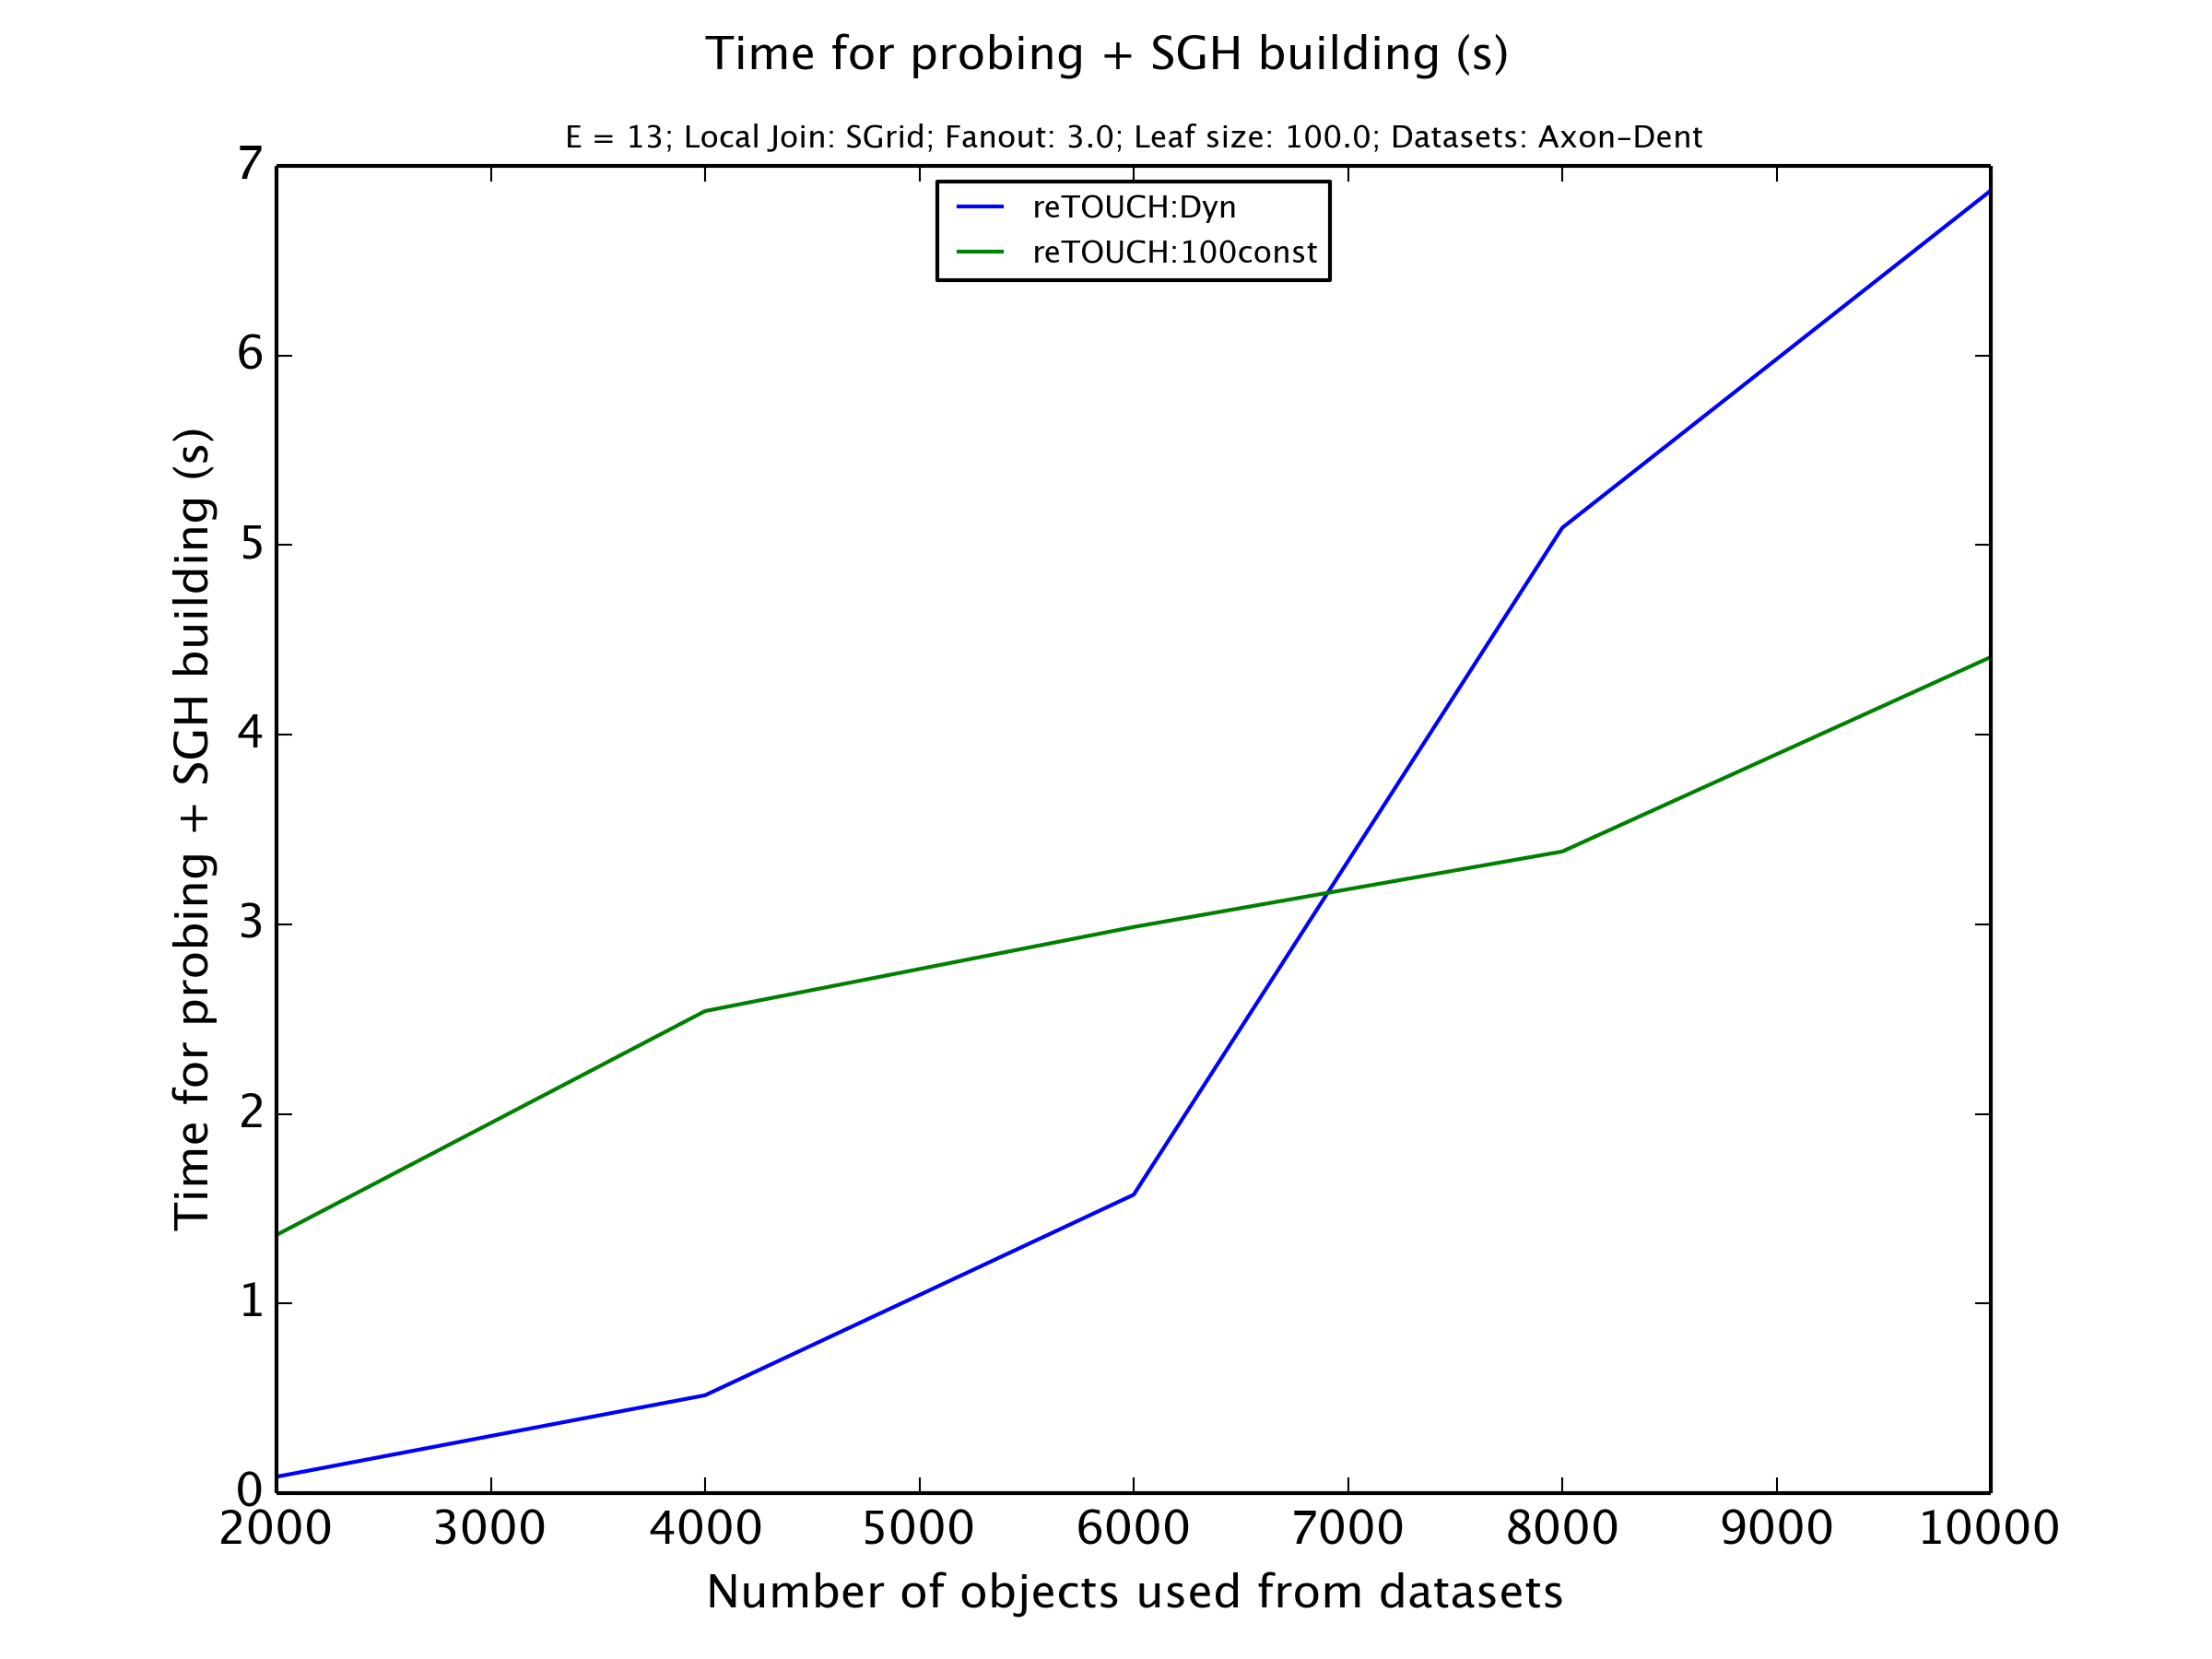 Time for probing + SGH building (s)
E = 13; Local Join: SGrid; Fanout: 3.0; Leaf size: 100.0; Datasets: Axon-Dent
reTOUCH:Dyn
reTOUCH:100const
Time for probing + SGH building (s)
7
6
5
4
3
2
1
0
2000 3000 4000 5000 6000 7000 8000 9000 10000
Number of objects used from datasets